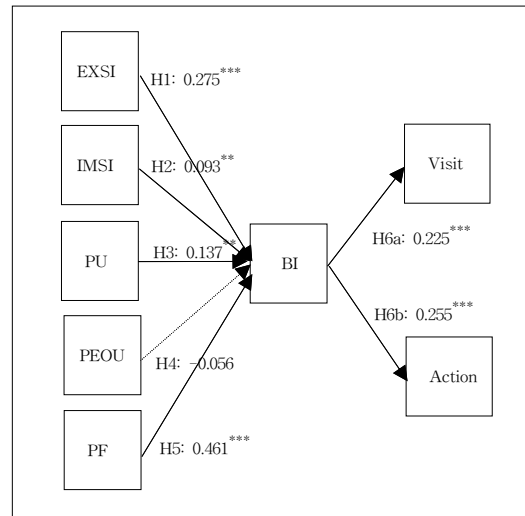 EXSI
H1: 0.275***
IMSI
H2: 0.093**
Visit
PU
H3: 0.137**
BI
H6a: 0.225***
PEOU
H4: -0.056
H6b: 0.255***
Action
PF
H5: 0.461***